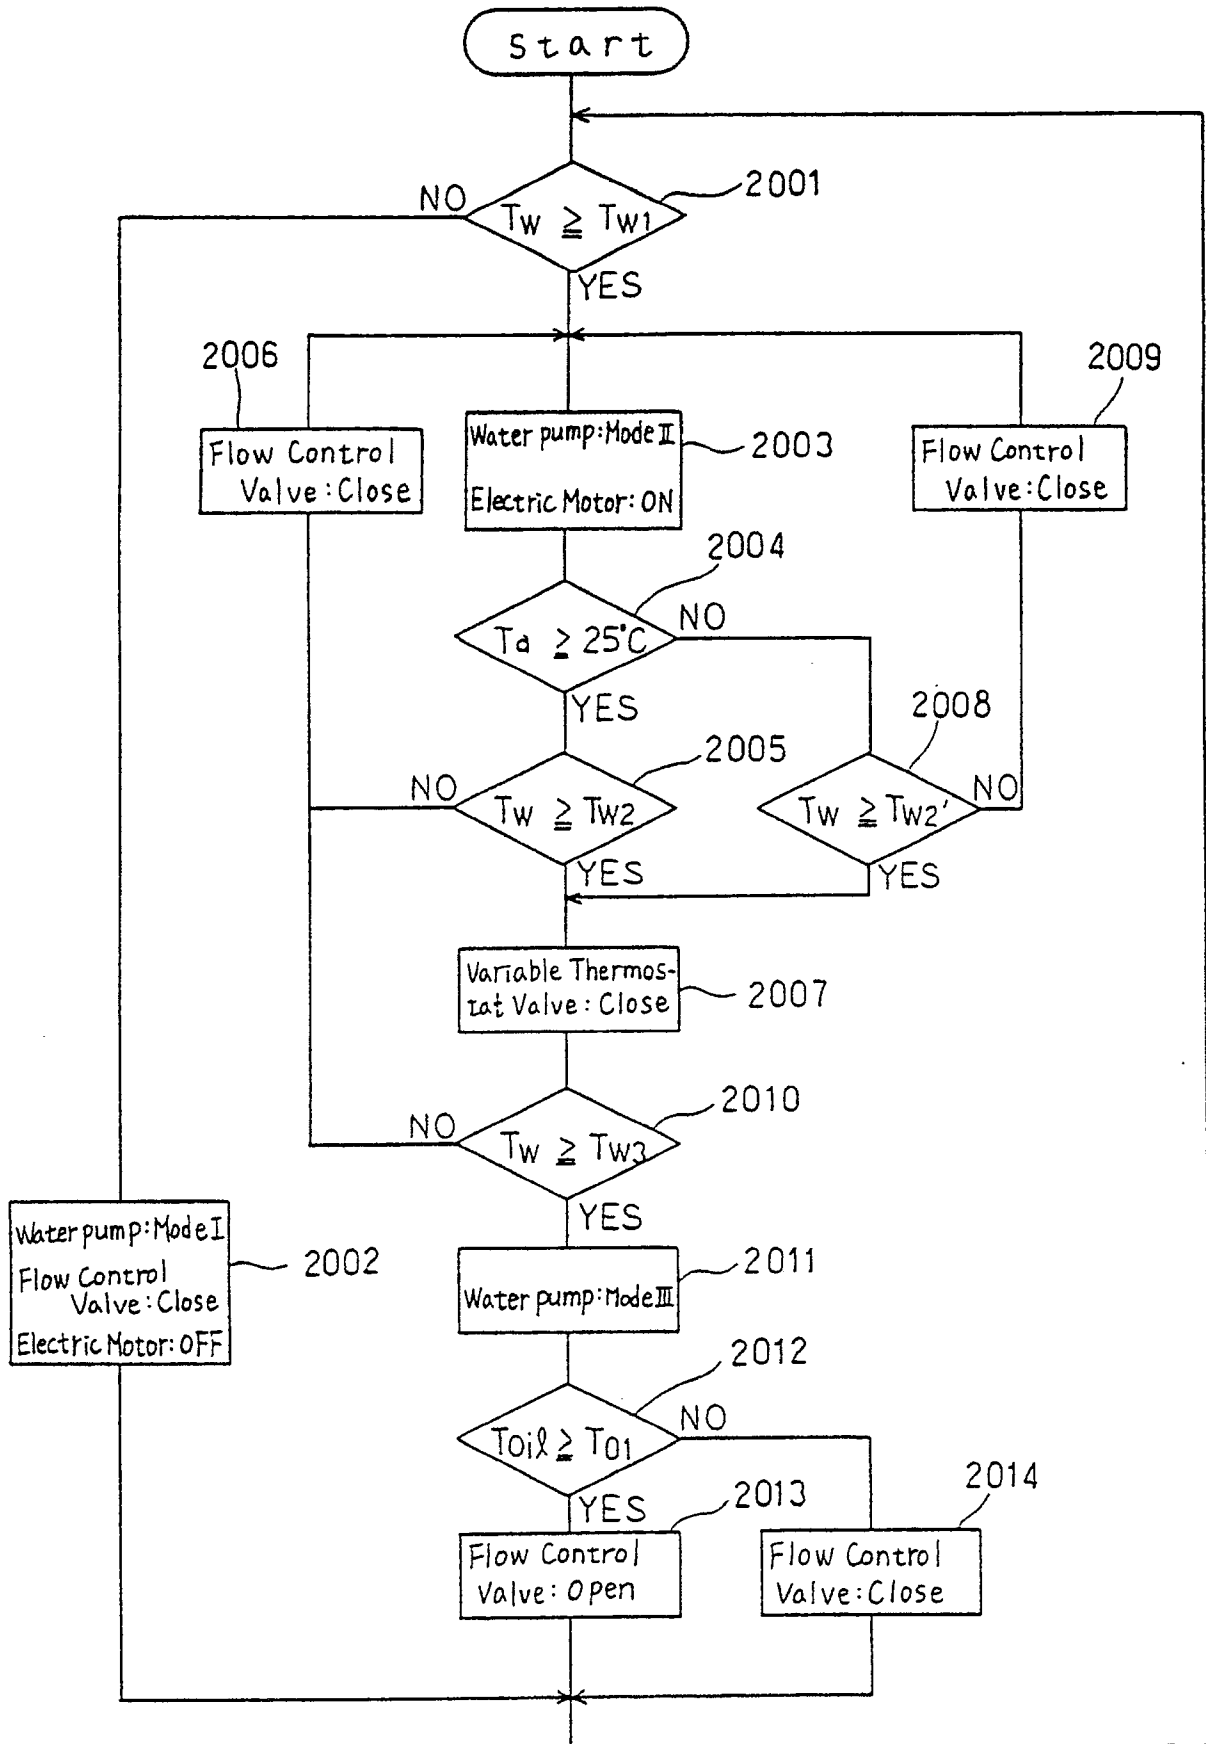 Start
2001
NO
Tw ≧ Tw1
YES
2006
2009
Flow Control
Valve:Close
Water pump:Mode II
Electric Motor: ON
2003
Flow Control
Valve:Close
2004
Ta ≧ 25°C
NO
YES
2008
2005
NO
Tw ≧ Tw2
YES
Tw ≧ Tw2'
NO
YES
Variable Thermos-
tat Valve: Close
2007
2010
NO
Tw ≧ Tw3
YES
Water pump:Mode I
Flow Control
Valve:Close
Electric Motor: OFF
2002
2011
Water pump:Mode III
2012
Toil ≧ To1
NO
YES
2013
2014
Flow Control
Valve: Open
Flow Control
Valve:Close